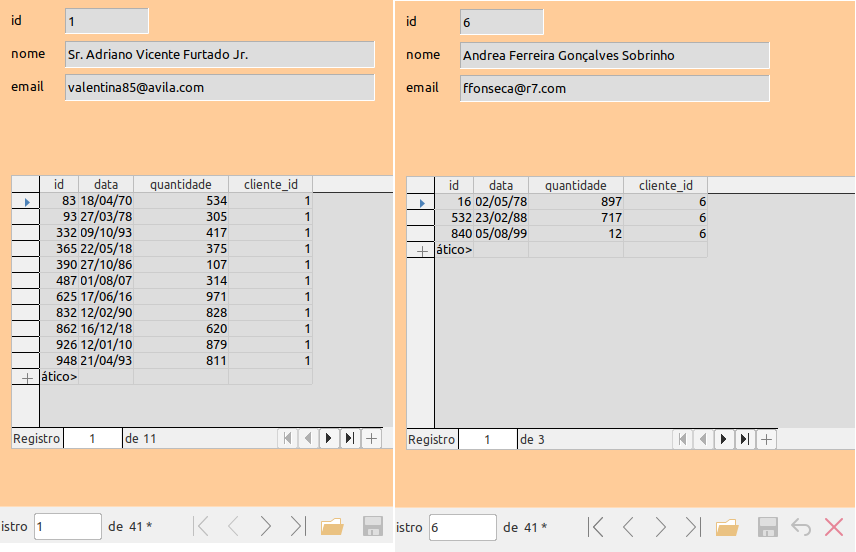 id 1
nome Sr. Adriano Vicente Furtado Jr.
email valentina85@avila.com
id data quantidade cliente_id
83 18/04/70 534 1
93 27/03/78 305 1
332 09/10/93 417 1
365 22/05/18 375 1
390 27/10/86 107 1
487 01/08/07 314 1
625 17/06/16 971 1
832 12/02/90 828 1
862 16/12/18 620 1
926 12/01/10 879 1
948 21/04/93 811 1
ático>
Registro 1 de 11
istro 1 de 41 *
id 6
nome Andrea Ferreira Gonçalves Sobrinho
email ffonseca@r7.com
id data quantidade cliente_id
16 02/05/78 897 6
532 23/02/88 717 6
840 05/08/99 12 6
ático>
Registro 1 de 3
istro 6 de 41 *